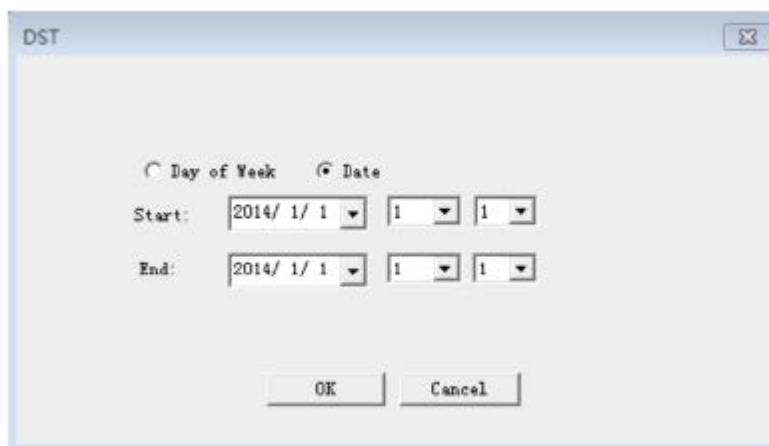 DST
Day of Week Date
Start: 2014/ 1/ 1 1 1
End: 2014/ 1/ 1 1 1
OK Cancel